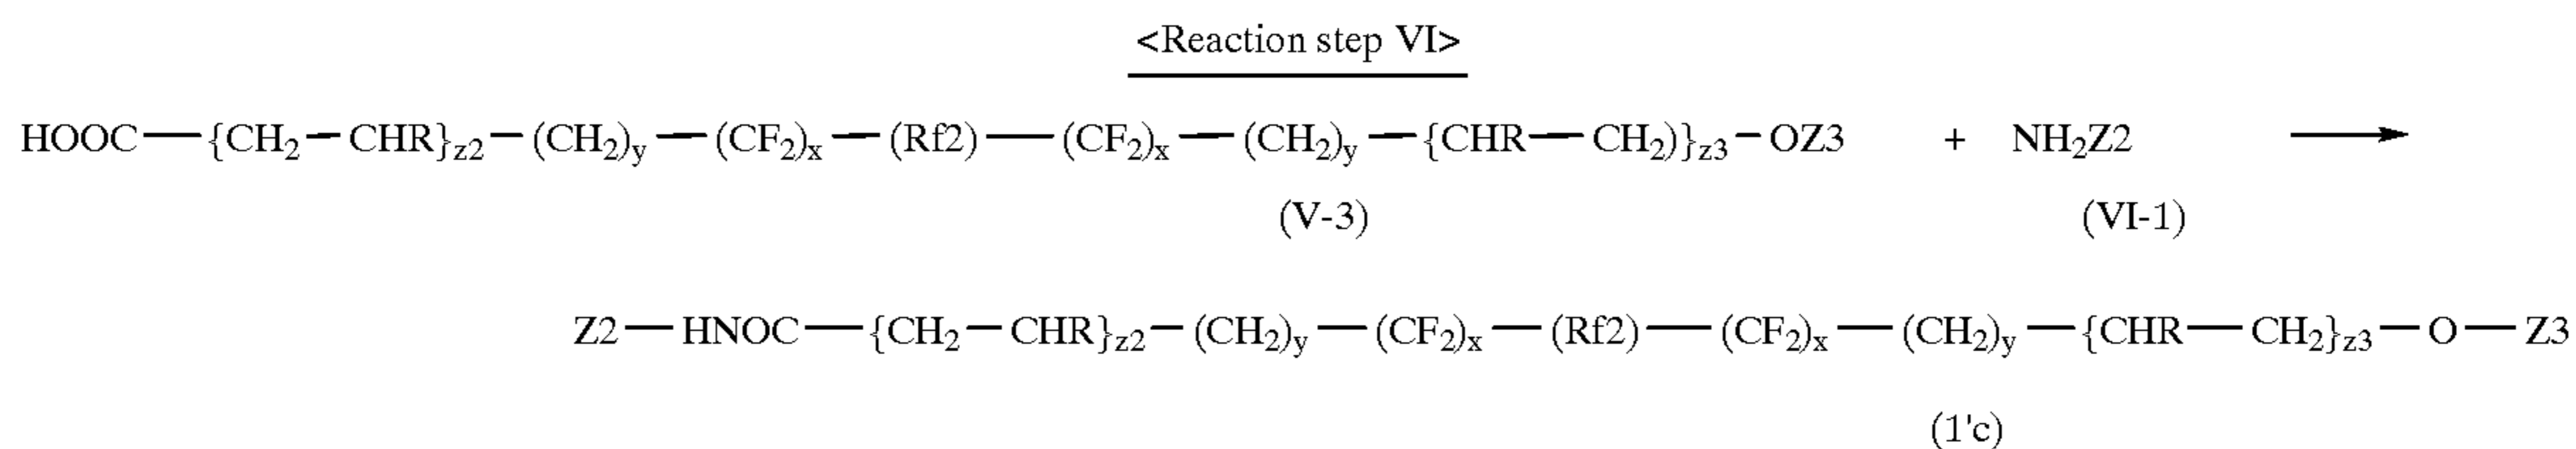 <Reaction step VI>
HOOC—{CH₂—CHR}z2—(CH₂)y—(CF₂)x—(Rf2)—(CF₂)x—(CH₂)y—{CHR—CH₂)}z3—OZ3 + NH₂Z2 ⟶
(V-3) (VI-1)
Z2—HNOC—{CH₂—CHR}z2—(CH₂)y—(CF₂)x—(Rf2)—(CF₂)x—(CH₂)y—{CHR—CH₂}z3—O—Z3
(1'c)